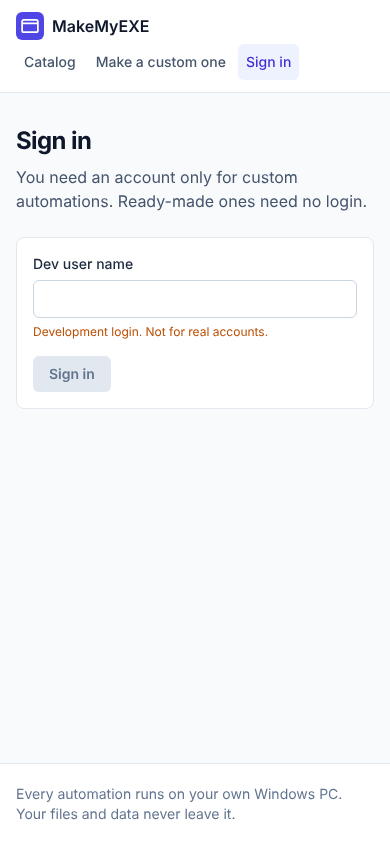 MakeMyEXE
Catalog Make a custom one Sign in
Sign in
You need an account only for custom
automations. Ready-made ones need no login.
Dev user name
Development login. Not for real accounts.
Sign in
Every automation runs on your own Windows PC.
Your files and data never leave it.